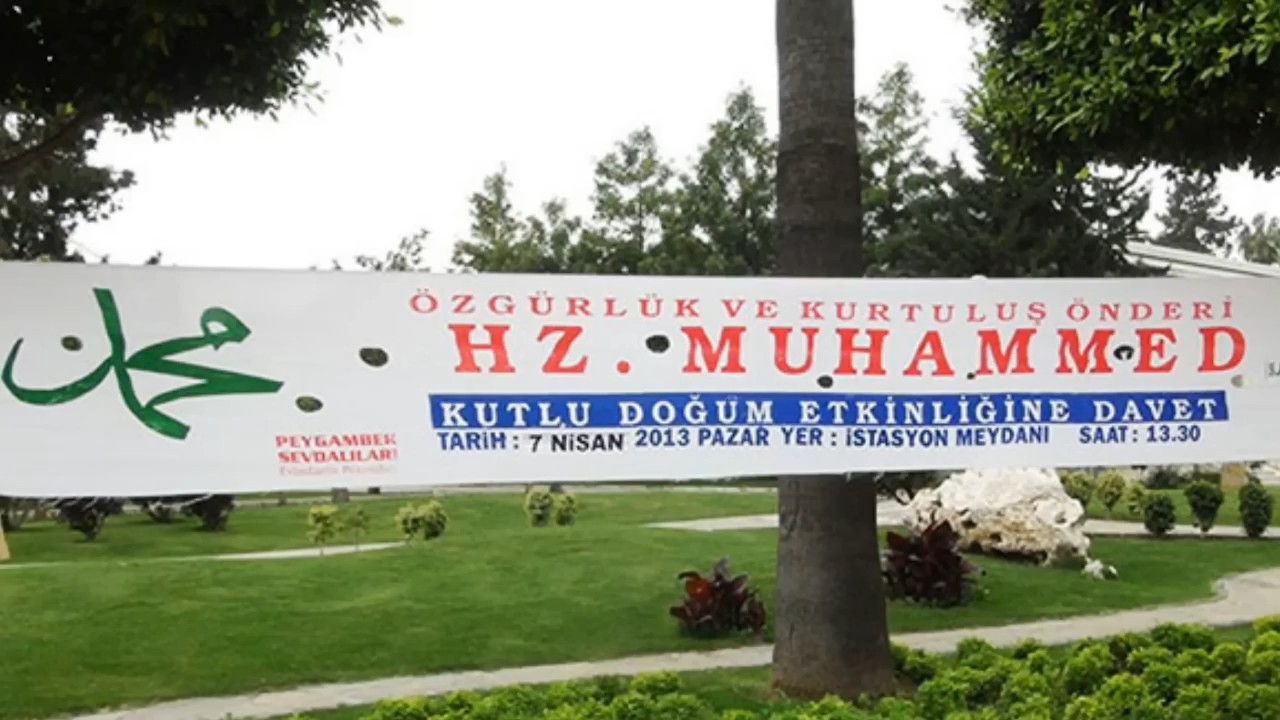 محمد
ÖZGÜRLÜK VE KURTULUŞ ÖNDERİ
HZ. MUHAMMED
KUTLU DOĞUM ETKİNLİĞİNE DAVET
TARİH : 7 NİSAN 2013 PAZAR YER : İSTASYON MEYDANI SAAT : 13.30
PEYGAMBER
SEVDALILARI